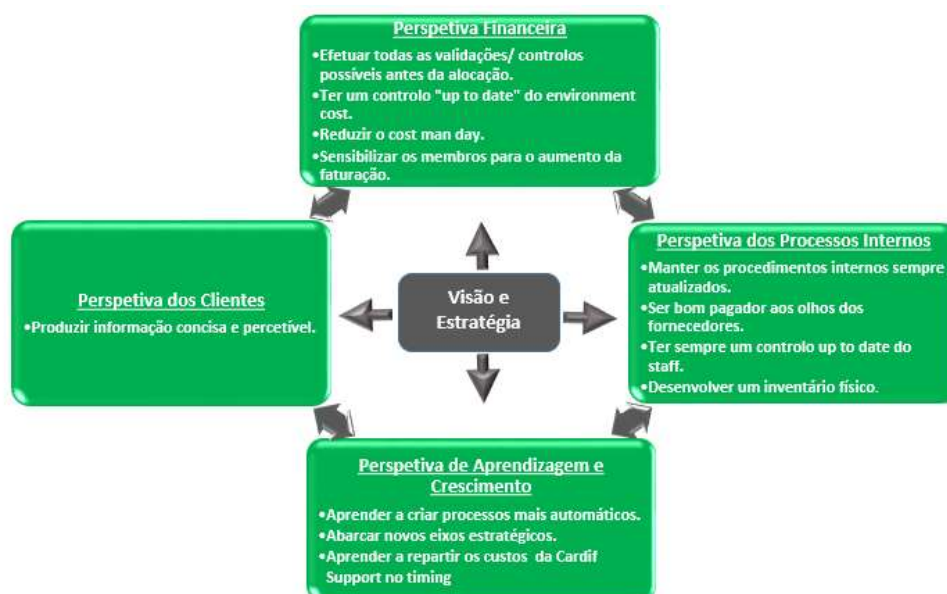 Perspetiva Financeira
•Efetuar todas as validações/ controlos
possíveis antes da alocação.
•Ter um controlo "up to date" do environment
cost.
•Reduzir o cost man day.
•Sensibilizar os membros para o aumento da
faturação.
Perspetiva dos Clientes
•Produzir informação concisa e percetível.
Visão e
Estratégia
Perspetiva dos Processos Internos
•Manter os procedimentos internos sempre
atualizados.
•Ser bom pagador aos olhos dos
fornecedores.
•Ter sempre um controlo up to date do
staff.
•Desenvolver um inventário físico.
Perspetiva de Aprendizagem e
Crescimento
•Aprender a criar processos mais automáticos.
•Abarcar novos eixos estratégicos.
•Aprender a repartir os custos da Cardif
Support no timing